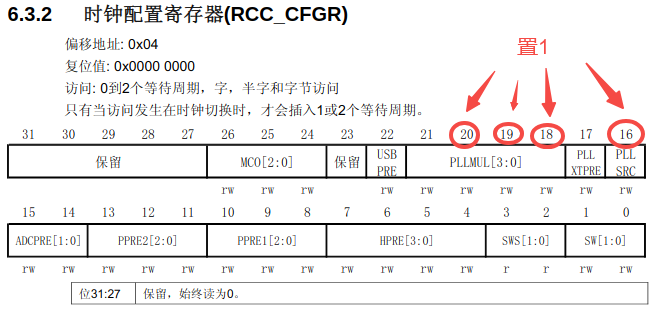 6.3.2 时钟配置寄存器(RCC_CFGR)
偏移地址: 0x04
复位值: 0x0000 0000
访问: 0到2个等待周期，字，半字和字节访问
只有当访问发生在时钟切换时，才会插入1或2个等待周期。
置1
31 30 29 28 27 26 25 24 23 22 21 20 19 18 17 16
保留 MCO[2:0] 保留 USB PRE PLLMUL[3:0] PLL XTPRE PLL SRC
rw rw rw rw rw rw rw rw rw rw
15 14 13 12 11 10 9 8 7 6 5 4 3 2 1 0
ADCPRE[1:0] PPRE2[2:0] PPRE1[2:0] HPRE[3:0] SWS[1:0] SW[1:0]
rw rw rw rw rw rw rw rw rw rw rw rw r r rw rw
位31:27 保留，始终读为0。